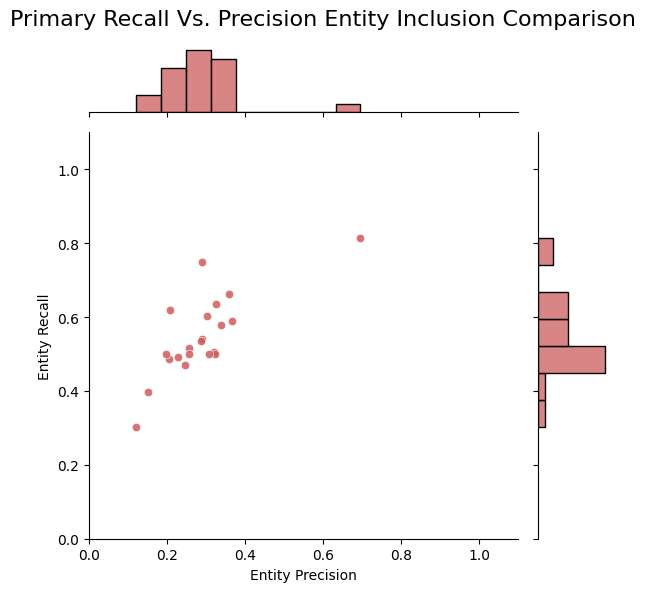 Primary Recall Vs. Precision Entity Inclusion Comparison
1.0
0.8
0.6
0.4
0.2
0.0
Entity Recall
0.0 0.2 0.4 0.6 0.8 1.0
Entity Precision